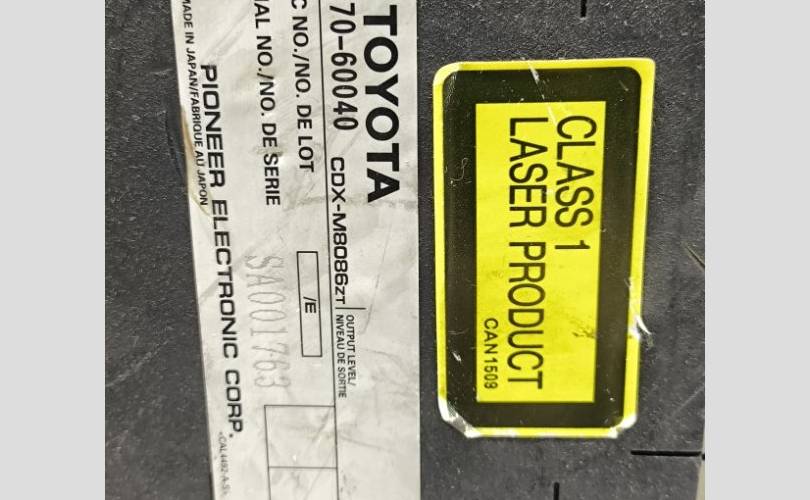 TOYOTA
70-60040 CDX-M8086ZT
OUTPUT LEVEL/
NIVEAU DE SORTIE
C NO./NO. DE LOT /E
IAL NO./NO. DE SERIE SA001763
PIONEER ELECTRONIC CORP.
MADE IN JAPAN/FABRIQUE AU JAPON
CLASS 1
LASER PRODUCT
CAN1509